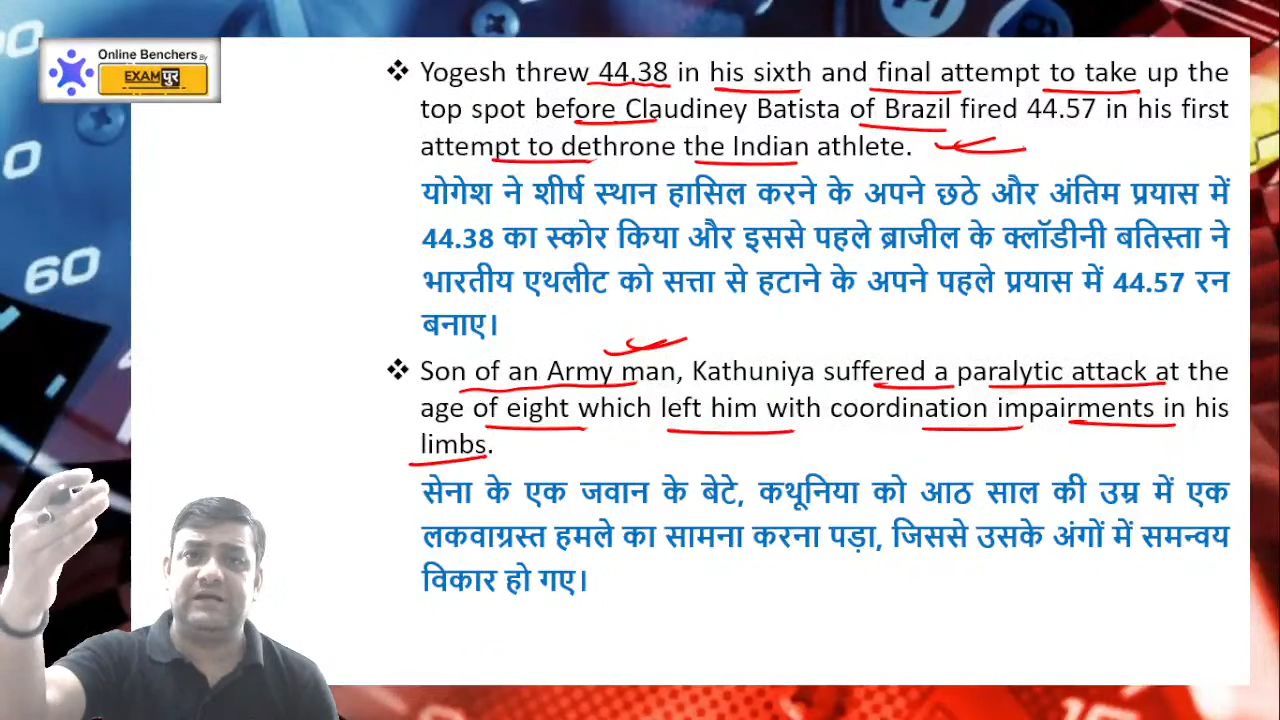 Online Benchers By
EXAMपुर
❖ Yogesh threw 44.38 in his sixth and final attempt to take up the
top spot before Claudiney Batista of Brazil fired 44.57 in his first
attempt to dethrone the Indian athlete.
योगेश ने शीर्ष स्थान हासिल करने के अपने छठे और अंतिम प्रयास में
44.38 का स्कोर किया और इससे पहले ब्राजील के क्लॉडीनी बतिस्ता ने
भारतीय एथलीट को सत्ता से हटाने के अपने पहले प्रयास में 44.57 रन
बनाए।
❖ Son of an Army man, Kathuniya suffered a paralytic attack at the
age of eight which left him with coordination impairments in his
limbs.
सेना के एक जवान के बेटे, कथूनिया को आठ साल की उम्र में एक
लकवाग्रस्त हमले का सामना करना पड़ा, जिससे उसके अंगों में समन्वय
विकार हो गए।
60